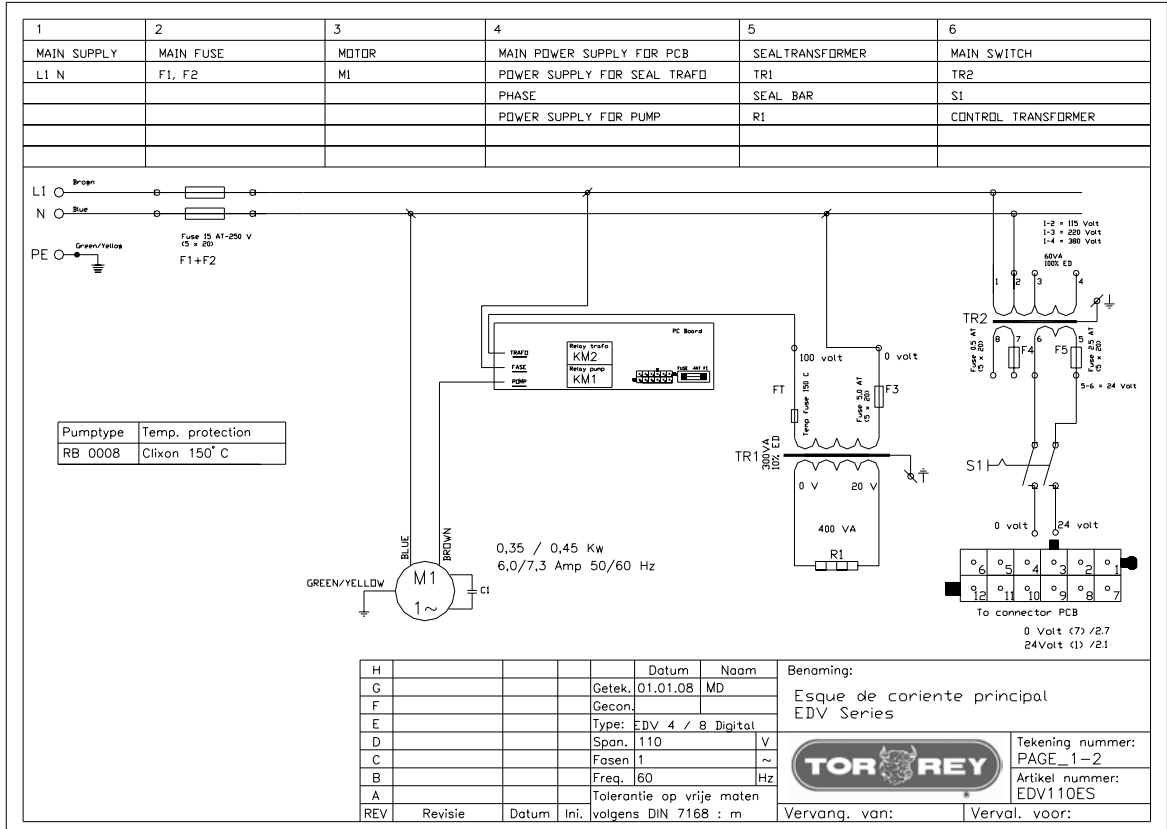 1 2 3 4 5 6
MAIN SUPPLY MAIN FUSE MOTOR MAIN POWER SUPPLY FOR PCB SEALTRANSFORMER MAIN SWITCH
L1 N F1, F2 M1 POWER SUPPLY FOR SEAL TRAFO TR1 TR2
PHASE SEAL BAR S1
POWER SUPPLY FOR PUMP R1 CONTROL TRANSFORMER
L1 Brown
N Blue
PE Green/Yellow
Fuse 15 AT-250 V
(5 x 20)
F1+F2
1-2 = 115 Volt
1-3 = 220 Volt
1-4 = 380 Volt
60VA
100% ED
1 2 3 4
TR2
8 7 6 5
Fuse 0.5 AT
(5 x 20)
F4
F5
Fuse 2.5 AT
(5 x 20)
5-6 = 24 Volt
PC Board
TRAFO
FASE
POMP
Relay trafo
KM2
Relay pump
KM1
FUSE 4AT F1
100 volt
0 volt
FT
Temp fuse 150 C
Fuse 5,0 AT
(5 x 20)
F3
TR1
300VA
10% ED
0 V 20 V
400 VA
R1
S1
0 volt 24 volt
6 5 4 3 2 1
12 11 10 9 8 7
To connector PCB
0 Volt (7) /2.7
24Volt (1) /2.1
Pumptype Temp. protection
RB 0008 Clixon 150° C
BLUE
BROWN
GREEN/YELLOW
M1
1~
C1
0,35 / 0,45 Kw
6,0/7,3 Amp 50/60 Hz
H Datum Naam
G Getek. 01.01.08 MD
F Gecon.
E Type: EDV 4 / 8 Digital
D Span. 110 V
C Fasen 1 ~
B Freq. 60 Hz
A Tolerantie op vrije maten
REV Revisie Datum Ini. volgens DIN 7168 : m
Benaming:
Esque de coriente principal
EDV Series
TOR REY
Tekening nummer:
PAGE_1-2
Artikel nummer:
EDV110ES
Vervang. van: Verval. voor: